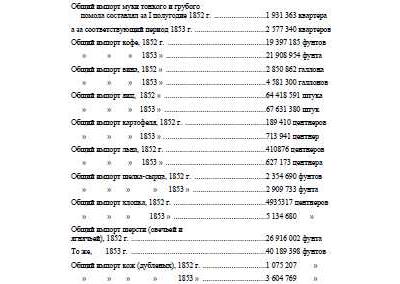 Общий импорт муки тонкого и грубого
помола составлял за I полугодие 1852 г. 1 931 363 квартера
а за соответствующий период 1853 г. 2 577 340 квартеров
Общий импорт кофе, 1852 г. 19 397 185 фунтов
» » » 1853 » 21 908 954 фунта
Общий импорт вина, 1852 » 2 850 862 галлона
» » » 1853 » 4 581 300 галлонов
Общий импорт яиц, 1852 » 64 418 591 штука
» » » 1853 » 67 631 380 штук
Общий импорт картофеля, 1852 г. 189 410 центнеров
» » » 1853 » 713 941 центнер
Общий импорт льна, 1852 г. 410876 центнеров
» » » 1853 » 627 173 центнера
Общий импорт шелка-сырца, 1852 г. 2 354 690 фунтов
» » » » 1853 » 2 909 733 фунта
Общий импорт хлопка, 1852 г. 4935317 центнеров
» » » 1853 » 5 134 680 »
Общий импорт шерсти (овечьей и
ягнячьей), 1852 г. 26 916 002 фунта
То же, 1853 г. 40 189 398 фунтов
Общий импорт кож (дубленых), 1852 г. 1 075 207 »
» » » » 1853 » 3 604 769 »